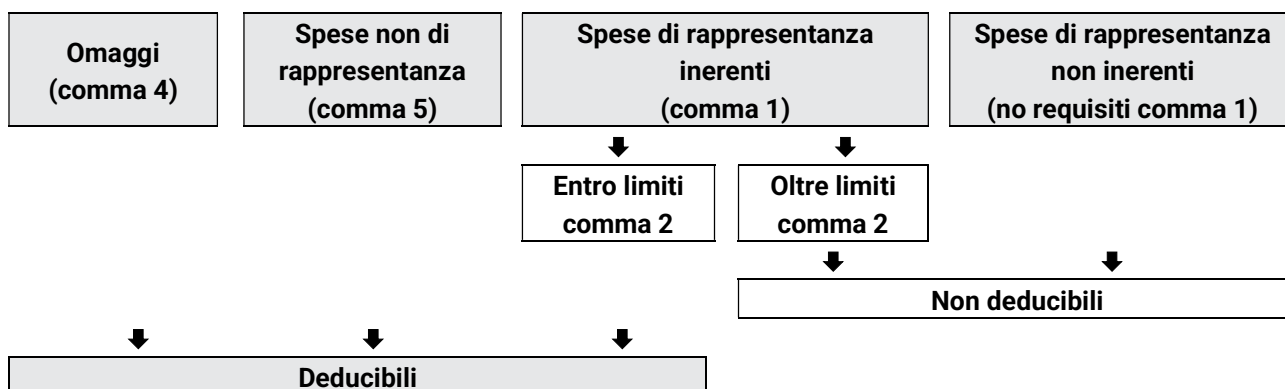 Omaggi
(comma 4)
Spese non di
rappresentanza
(comma 5)
Spese di rappresentanza
inerenti
(comma 1)
Spese di rappresentanza
non inerenti
(no requisiti comma 1)
Entro limiti
comma 2
Oltre limiti
comma 2
Non deducibili
Deducibili